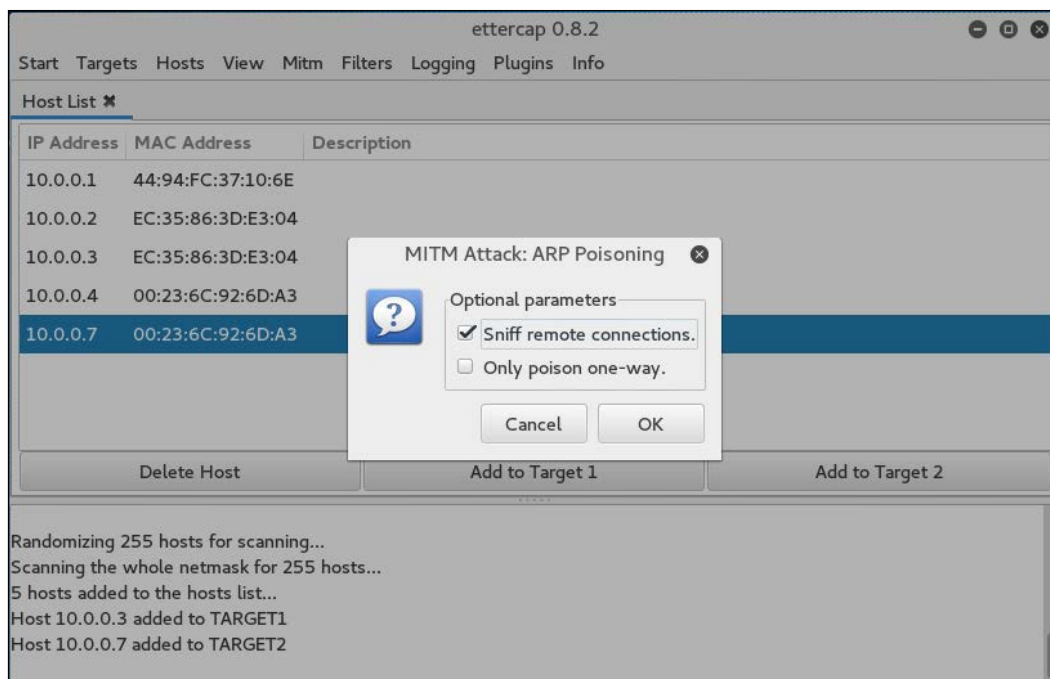 ettercap 0.8.2
Start Targets Hosts View Mitm Filters Logging Plugins Info
Host List
IP Address MAC Address Description
10.0.0.1 44:94:FC:37:10:6E
10.0.0.2 EC:35:86:3D:E3:04
10.0.0.3 EC:35:86:3D:E3:04
10.0.0.4 00:23:6C:92:6D:A3
10.0.0.7 00:23:6C:92:6D:A3
MITM Attack: ARP Poisoning
Optional parameters
Sniff remote connections.
Only poison one-way.
Cancel OK
Delete Host Add to Target 1 Add to Target 2
Randomizing 255 hosts for scanning...
Scanning the whole netmask for 255 hosts...
5 hosts added to the hosts list...
Host 10.0.0.3 added to TARGET1
Host 10.0.0.7 added to TARGET2